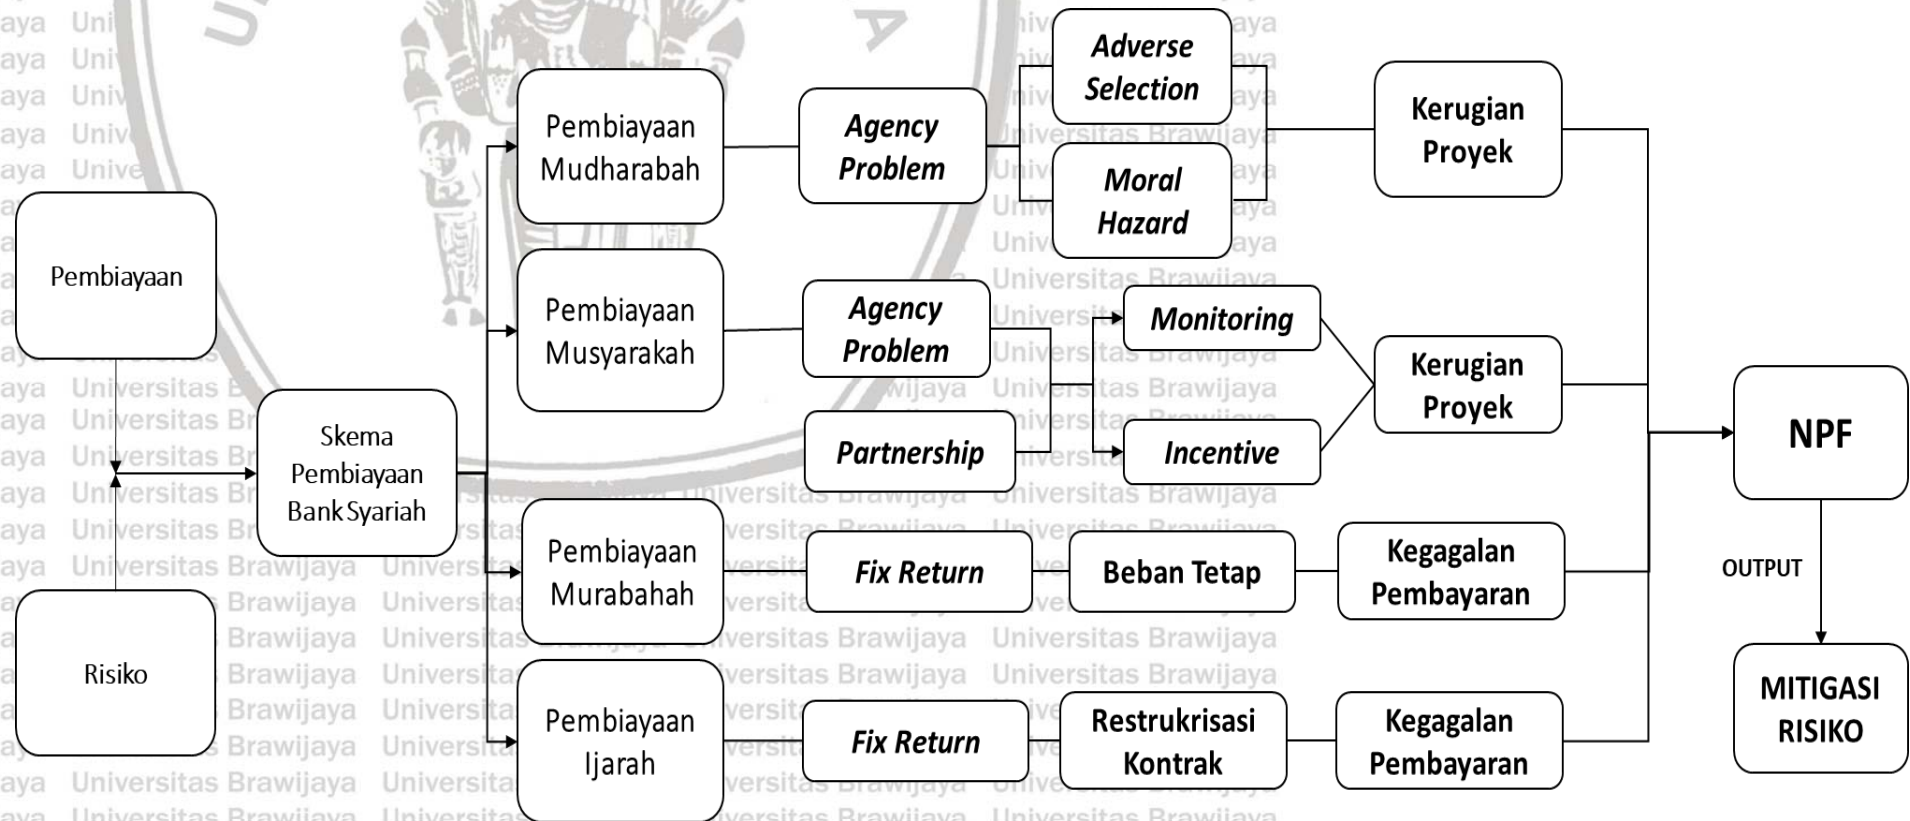 Adverse
Selection
Pembiayaan
Mudharabah
Agency
Problem
Kerugian
Proyek
Moral
Hazard
Pembiayaan
Pembiayaan
Musyarakah
Agency
Problem
Monitoring
Kerugian
Proyek
Partnership
Incentive
NPF
Skema
Pembiayaan
Bank Syariah
Pembiayaan
Murabahah
Fix Return
Beban Tetap
Kegagalan
Pembayaran
OUTPUT
Risiko
Pembiayaan
Ijarah
Fix Return
Restrukrisasi
Kontrak
Kegagalan
Pembayaran
MITIGASI
RISIKO
Universitas Brawijaya